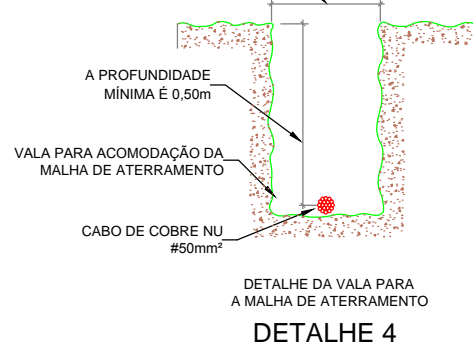 A PROFUNDIDADE
MÍNIMA É 0,50m
VALA PARA ACOMODAÇÃO DA
MALHA DE ATERRAMENTO
CABO DE COBRE NU
#50mm²
DETALHE DA VALA PARA
A MALHA DE ATERRAMENTO
DETALHE 4